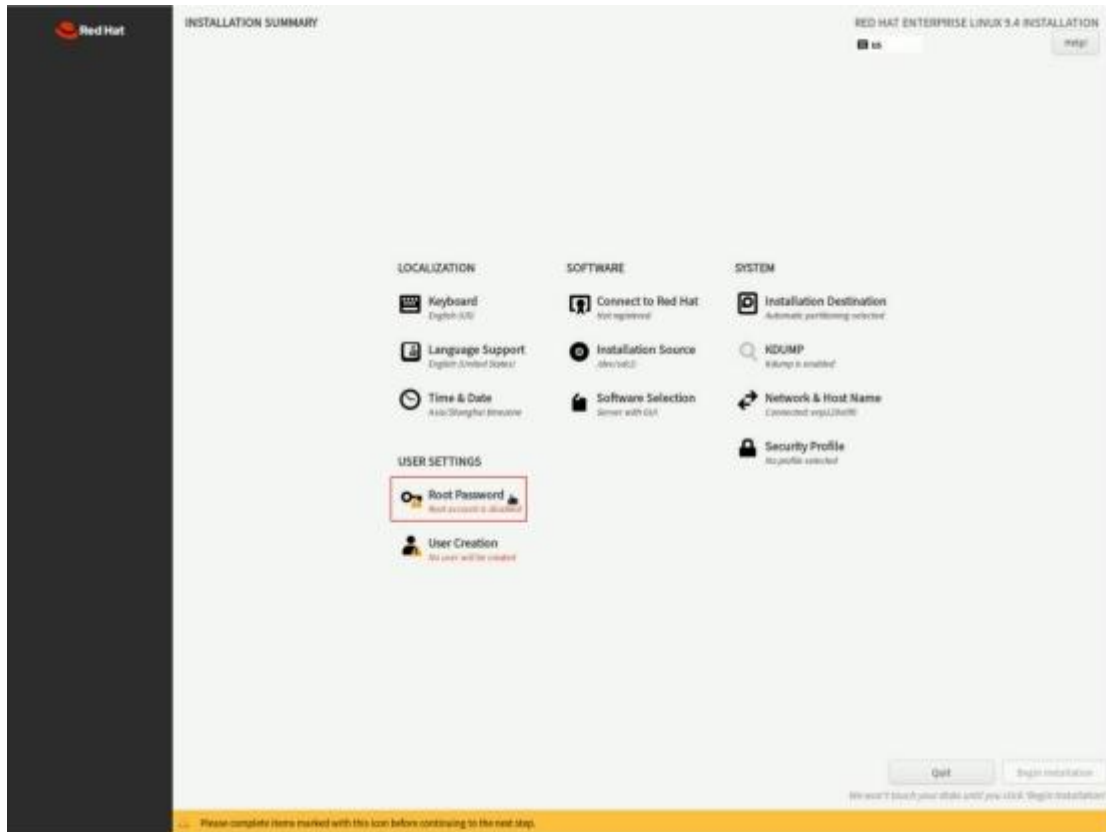 Red Hat
INSTALLATION SUMMARY
RED HAT ENTERPRISE LINUX 9.4 INSTALLATION
us
Help!
LOCALIZATION
Keyboard
English (US)
Language Support
English (United States)
Time & Date
Asia/Shanghai timezone
USER SETTINGS
Root Password
Root account is disabled
User Creation
No user will be created
SOFTWARE
Connect to Red Hat
Not registered
Installation Source
Software Selection
Server with GUI
SYSTEM
Installation Destination
Automatic partitioning selected
KDUMP
Kdump is enabled
Network & Host Name
Connected:
Security Profile
No profile selected
Quit
Begin Installation
We won't touch your disks until you click 'Begin Installation'
Please complete items marked with this icon before continuing to the next step.